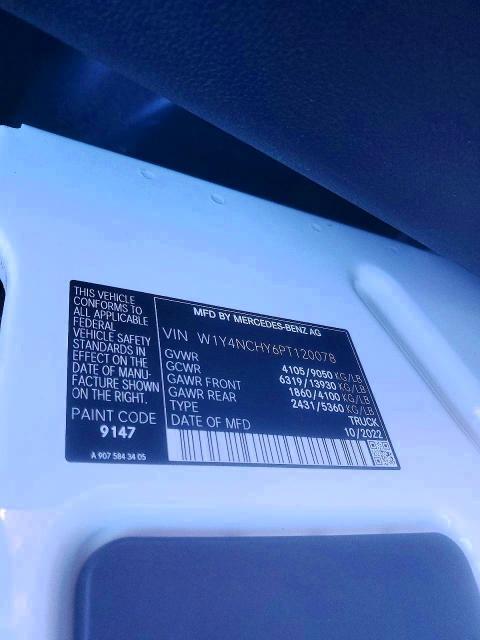 THIS VEHICLE
CONFORMS TO
ALL APPLICABLE
FEDERAL
VEHICLE SAFETY
STANDARDS IN
EFFECT ON THE
DATE OF MANU-
FACTURE SHOWN
ON THE RIGHT.
PAINT CODE
9147
A 907 584 34 05
MFD BY MERCEDES-BENZ AG
VIN W1Y4NCHY6PT120078
GVWR 4105/9050 KG/LB
GCWR 6319/13930 KG/LB
GAWR FRONT 1860/4100 KG/LB
GAWR REAR 2431/5360 KG/LB
TYPE TRUCK
DATE OF MFD 10/2022